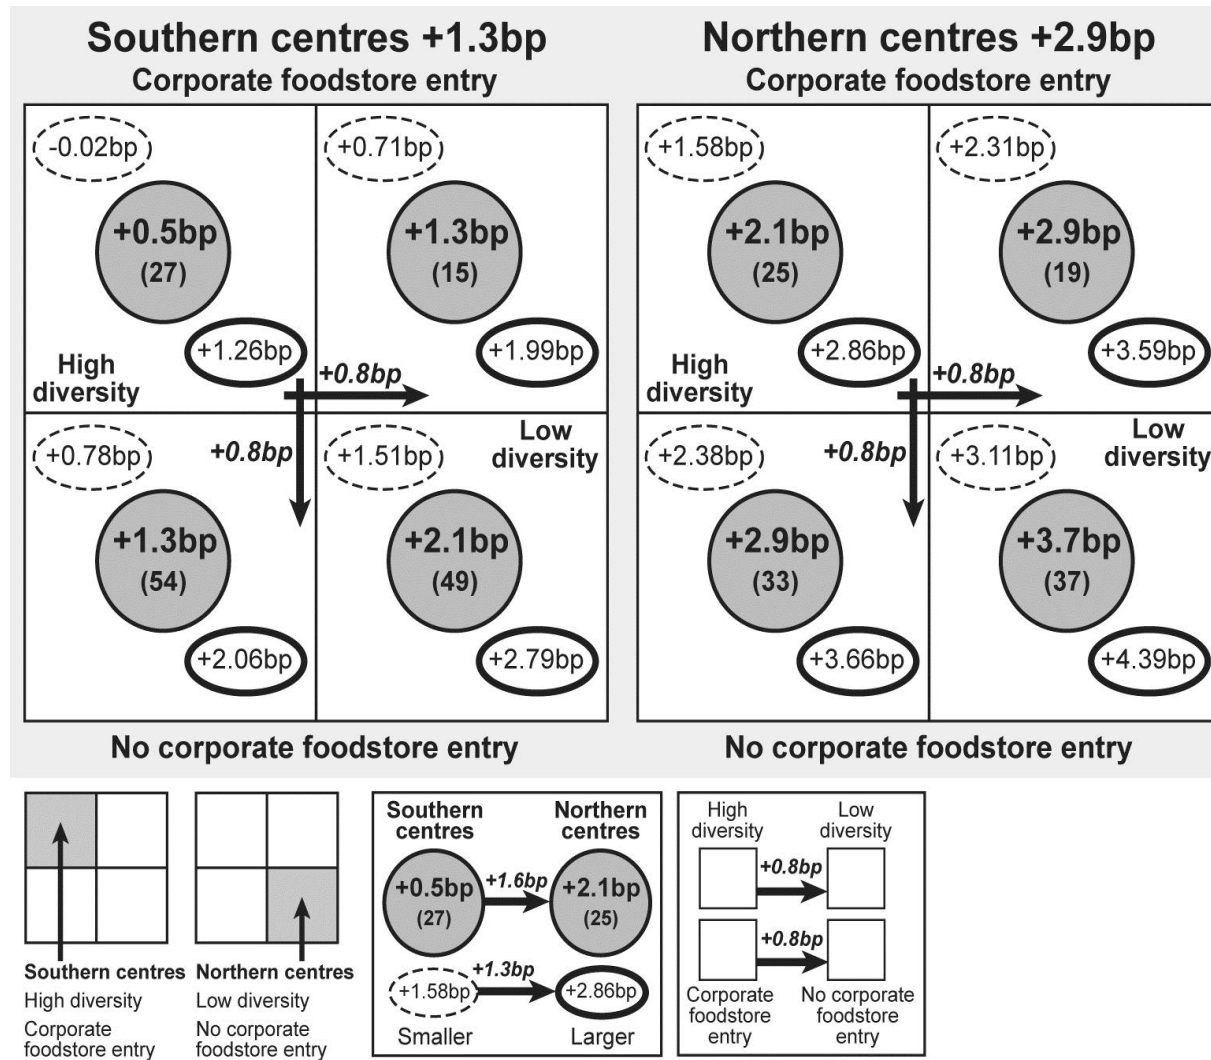 Southern centres +1.3bp
Corporate foodstore entry
-0.02bp
+0.71bp
+0.5bp
(27)
+1.3bp
(15)
+1.26bp
+1.99bp
High
diversity
+0.8bp
+0.78bp
+0.8bp
+1.51bp
Low
diversity
+1.3bp
(54)
+2.1bp
(49)
+2.06bp
+2.79bp
No corporate foodstore entry
Northern centres +2.9bp
Corporate foodstore entry
+1.58bp
+2.31bp
+2.1bp
(25)
+2.9bp
(19)
+2.86bp
+3.59bp
High
diversity
+0.8bp
+2.38bp
+0.8bp
+3.11bp
Low
diversity
+2.9bp
(33)
+3.7bp
(37)
+3.66bp
+4.39bp
No corporate foodstore entry
Southern centres
High diversity
Corporate
foodstore entry
Northern centres
Low diversity
No corporate
foodstore entry
Southern
centres
Northern
centres
+0.5bp
(27)
+1.6bp
+2.1bp
(25)
+1.58bp
+1.3bp
+2.86bp
Smaller
Larger
High
diversity
Low
diversity
+0.8bp
+0.8bp
Corporate
foodstore
entry
No corporate
foodstore
entry